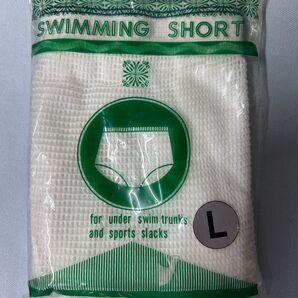 SWIMMING SHORT
for under swim trunks
and sports slacks
L